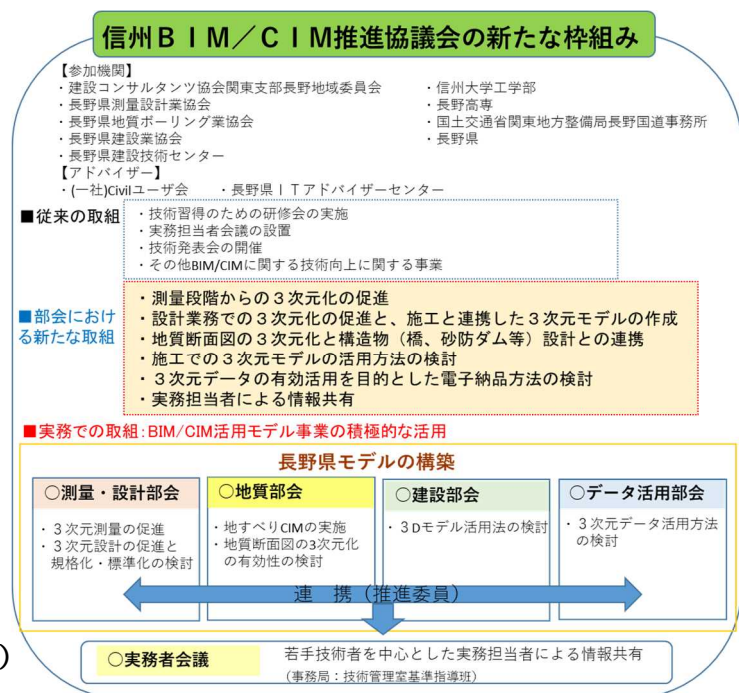 信州ＢＩＭ／ＣＩＭ推進協議会の新たな枠組み
【参加機関】
・建設コンサルタンツ協会関東支部長野地域委員会　・信州大学工学部
・長野県測量設計業協会　・長野高専
・長野県地質ボーリング業協会　・国土交通省関東地方整備局長野国道事務所
・長野県建設業協会　・長野県
・長野県建設技術センター
【アドバイザー】
・(一社)Civilユーザ会　・長野県ＩＴアドバイザーセンター
■従来の取組
・技術習得のための研修会の実施
・実務担当者会議の設置
・技術発表会の開催
・その他BIM/CIMに関する技術向上に関する事業
■部会におけ
る新たな取組
・測量段階からの３次元化の促進
・設計業務での３次元化の促進と、施工と連携した３次元モデルの作成
・地質断面図の３次元化と構造物（橋、砂防ダム等）設計との連携
・施工での３次元モデルの活用方法の検討
・３次元データの有効活用を目的とした電子納品方法の検討
・実務担当者による情報共有
■実務での取組：BIM/CIM活用モデル事業の積極的な活用
長野県モデルの構築
○測量・設計部会
・３次元測量の促進
・３次元設計の促進と
規格化・標準化の検討
○地質部会
・地すべりCIMの実施
・地質断面図の3次元化
の有効性の検討
○建設部会
・３Dモデル活用法の検討
○データ活用部会
・３次元データ活用方法
の検討
連　携（推進委員）
）
○実務者会議
若手技術者を中心とした実務担当者による情報共有
（事務局：技術管理室基準指導班）